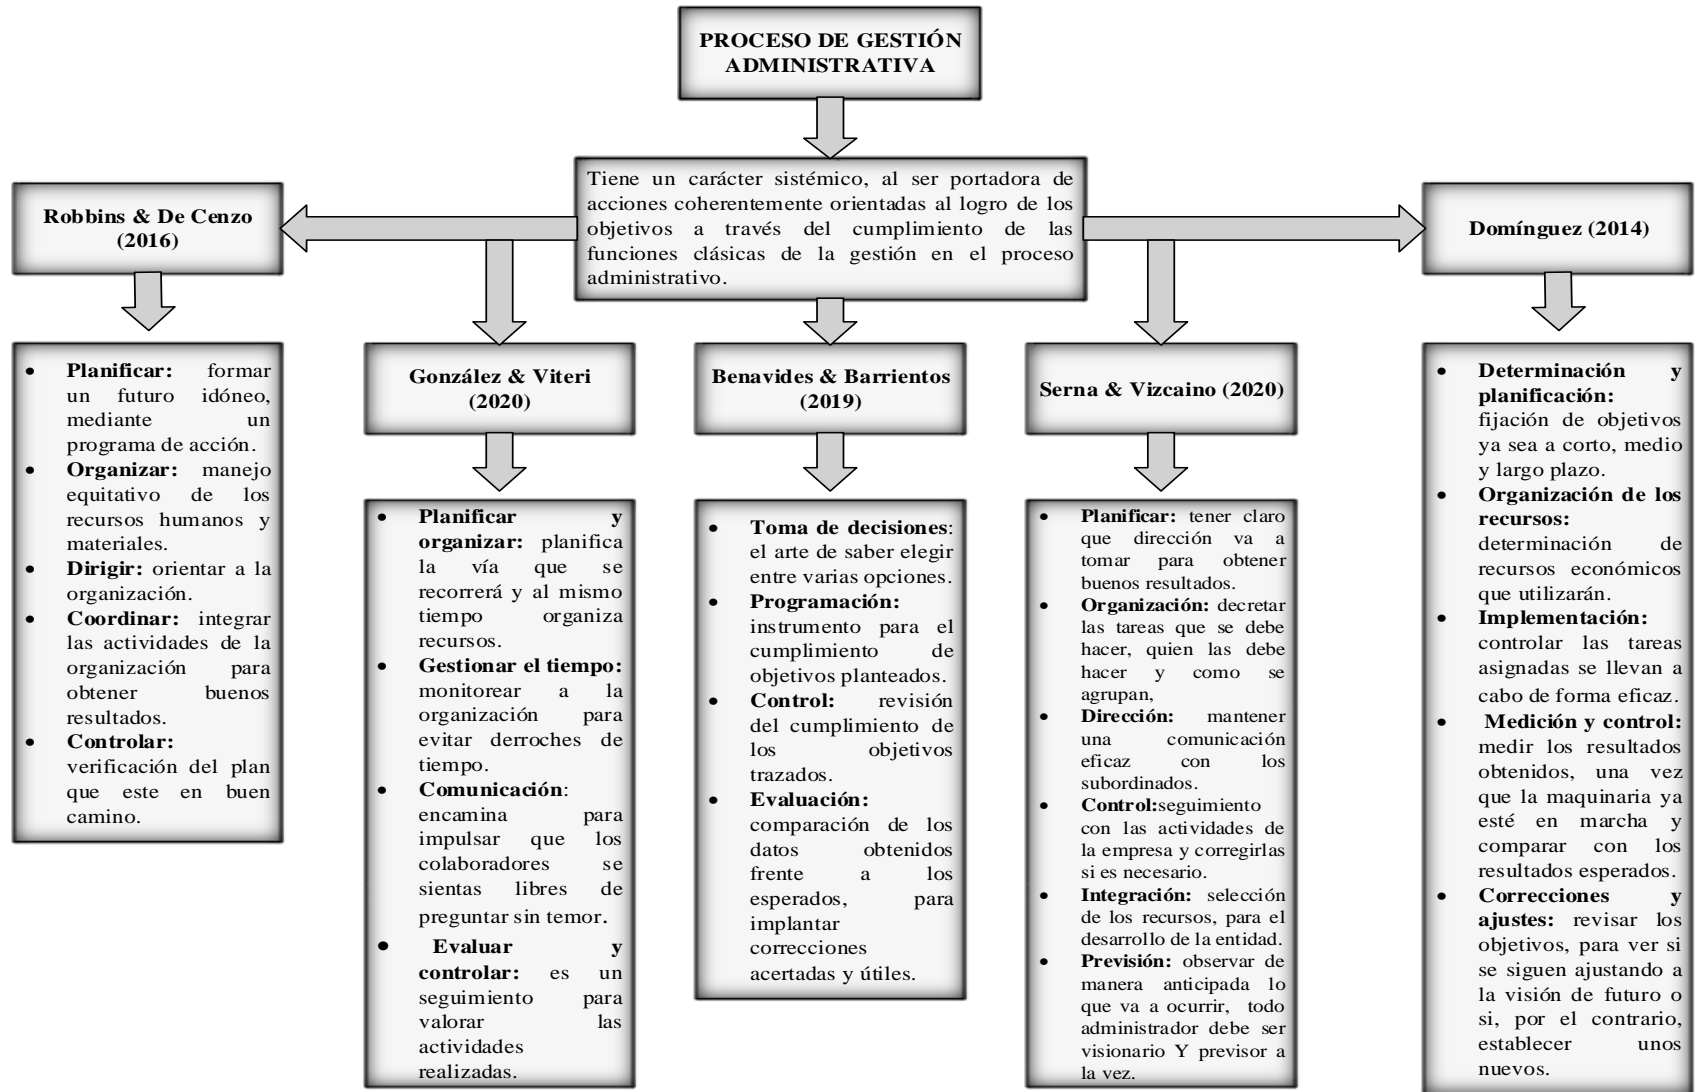 PROCESO DE GESTIÓN
ADMINISTRATIVA
Tiene un carácter sistémico, al ser portadora de
acciones coherentemente orientadas al logro de los
objetivos a través del cumplimiento de las
funciones clásicas de la gestión en el proceso
administrativo.
Robbins & De Cenzo
(2016)
• Planificar: formar
un futuro idóneo,
mediante un
programa de acción.
• Organizar: manejo
equitativo de los
recursos humanos y
materiales.
• Dirigir: orientar a la
organización.
• Coordinar: integrar
las actividades de la
organización para
obtener buenos
resultados.
• Controlar:
verificación del plan
que este en buen
camino.
González & Viteri
(2020)
• Planificar y
organizar: planifica
la vía que se
recorrerá y al mismo
tiempo organiza
recursos.
• Gestionar el tiempo:
monitorear a la
organización para
evitar derroches de
tiempo.
• Comunicación:
encamina para
impulsar que los
colaboradores se
sientas libres de
preguntar sin temor.
• Evaluar y
controlar: es un
seguimiento para
valorar las
actividades
realizadas.
Benavides & Barrientos
(2019)
• Toma de decisiones:
el arte de saber elegir
entre varias opciones.
• Programación:
instrumento para el
cumplimiento de
objetivos planteados.
• Control: revisión
del cumplimiento de
los objetivos
trazados.
• Evaluación:
comparación de los
datos obtenidos
frente a los
esperados, para
implantar
correcciones
acertadas y útiles.
Serna & Vizcaino (2020)
• Planificar: tener claro
que dirección va a
tomar para obtener
buenos resultados.
• Organización: decretar
las tareas que se debe
hacer, quien las debe
hacer y como se
agrupan,
• Dirección: mantener
una comunicación
eficaz con los
subordinados.
• Control:seguimiento
con las actividades de
la empresa y corregirlas
si es necesario.
• Integración: selección
de los recursos, para el
desarrollo de la entidad.
• Previsión: observar de
manera anticipada lo
que va a ocurrir, todo
administrador debe ser
visionario Y previsor a
la vez.
Domínguez (2014)
• Determinación y
planificación:
fijación de objetivos
ya sea a corto, medio
y largo plazo.
• Organización de los
recursos:
determinación de
recursos económicos
que utilizarán.
• Implementación:
controlar las tareas
asignadas se llevan a
cabo de forma eficaz.
• Medición y control:
medir los resultados
obtenidos, una vez
que la maquinaria ya
esté en marcha y
comparar con los
resultados esperados.
• Correcciones y
ajustes: revisar los
objetivos, para ver si
se siguen ajustando a
la visión de futuro o
si, por el contrario,
establecer unos
nuevos.